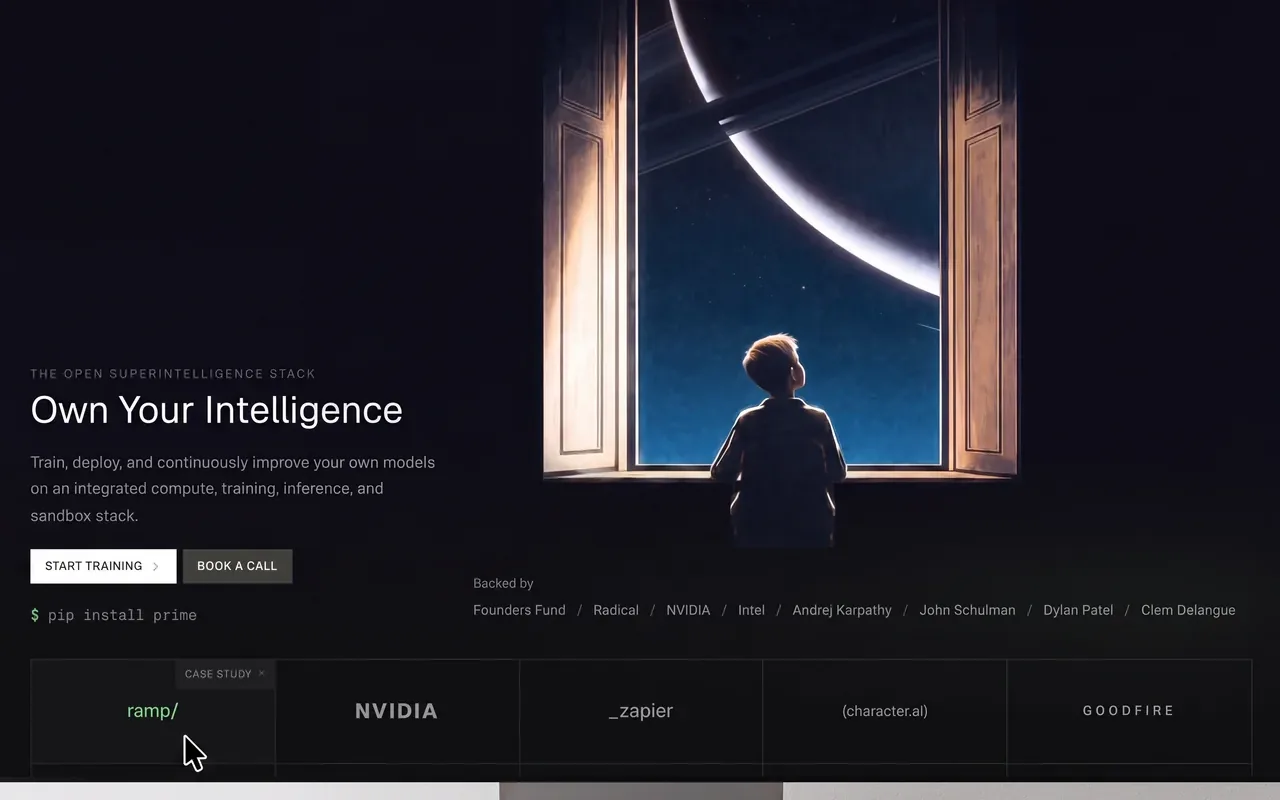 THE OPEN SUPERINTELLIGENCE STACK
Own Your Intelligence
Train, deploy, and continuously improve your own models
on an integrated compute, training, inference, and
sandbox stack.
START TRAINING
BOOK A CALL
$ pip install prime
Backed by
Founders Fund / Radical / NVIDIA / Intel / Andrej Karpathy / John Schulman / Dylan Patel / Clem Delangue
CASE STUDY
ramp/
NVIDIA
_zapier
(character.ai)
GOODFIRE